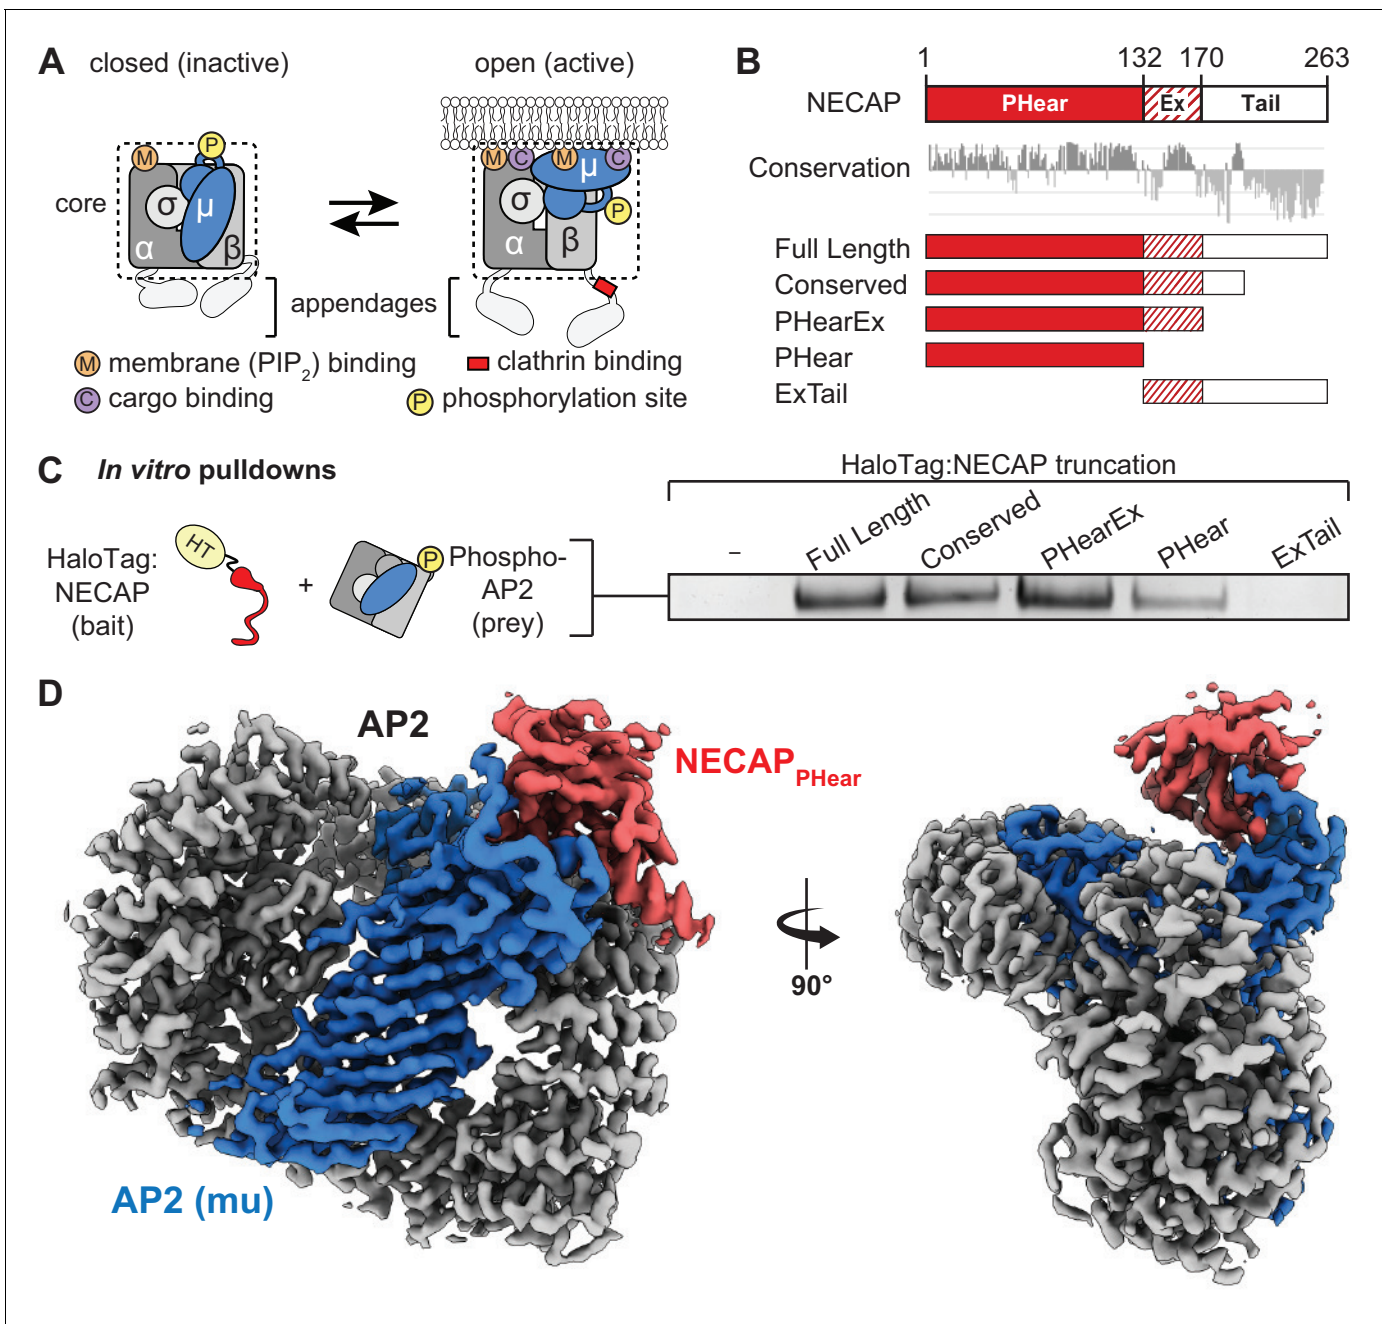 A
closed (inactive)
open (active)
core
M
P
σ
μ
α
β
M
C
M
C
μ
σ
P
α
β
appendages
M membrane (PIP2) binding
clathrin binding
C cargo binding
P phosphorylation site
B
1 132 170 263
NECAP PHear Ex Tail
Conservation
Full Length
Conserved
PHearEx
PHear
ExTail
C In vitro pulldowns
HaloTag:NECAP truncation
– Full Length Conserved PHearEx PHear ExTail
HaloTag:
NECAP
(bait)
HT
+
P
Phospho-
AP2
(prey)
D
AP2
NECAPPHear
90°
AP2 (mu)